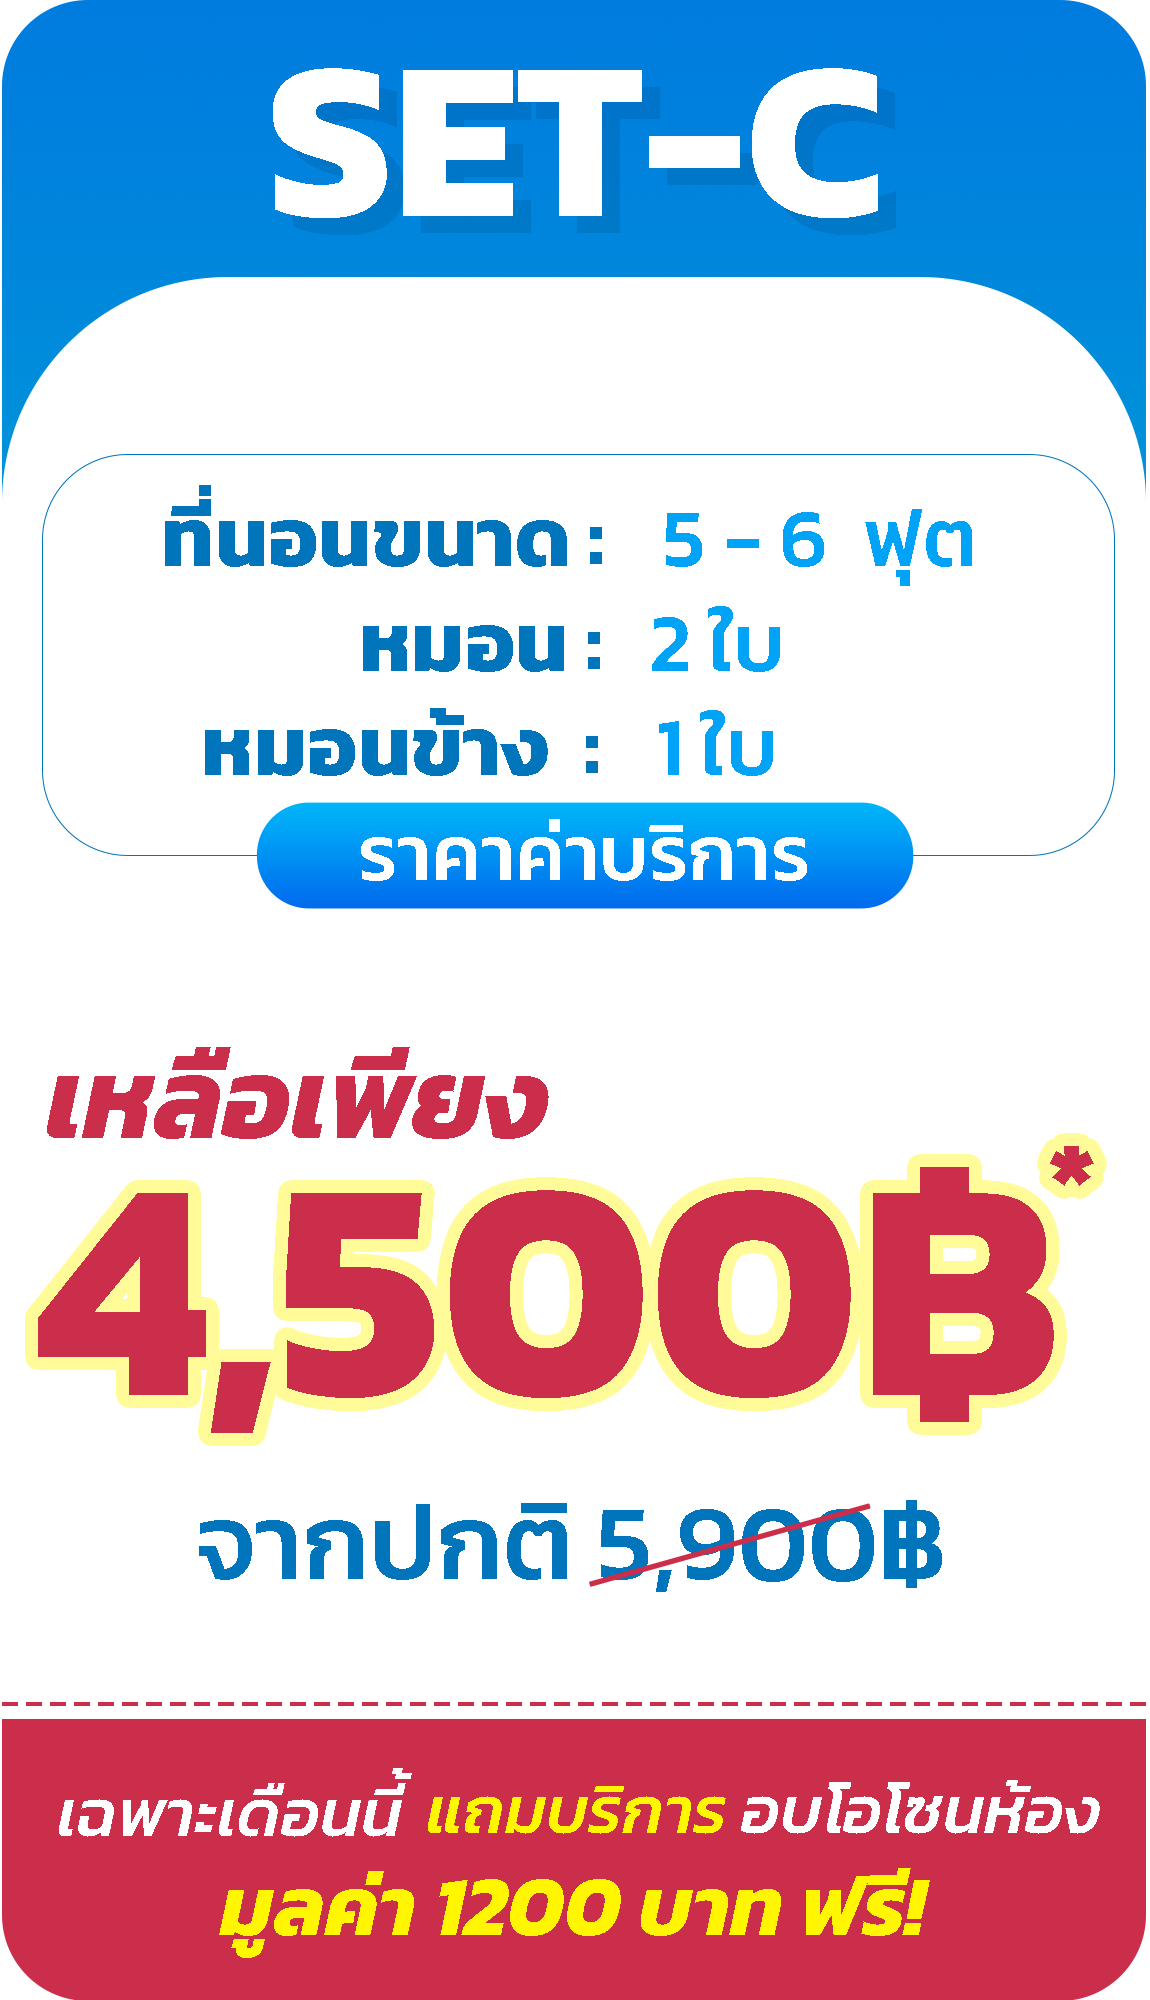 SET-C
ที่นอนขนาด : 5 - 6 ฟุต
หมอน : 2 ใบ
หมอนข้าง : 1 ใบ
ราคาค่าบริการ
เหลือเพียง
4,500฿*
จากปกติ 5,900฿
เฉพาะเดือนนี้ แถมบริการ อบโอโซนห้อง
มูลค่า 1200 บาท ฟรี!